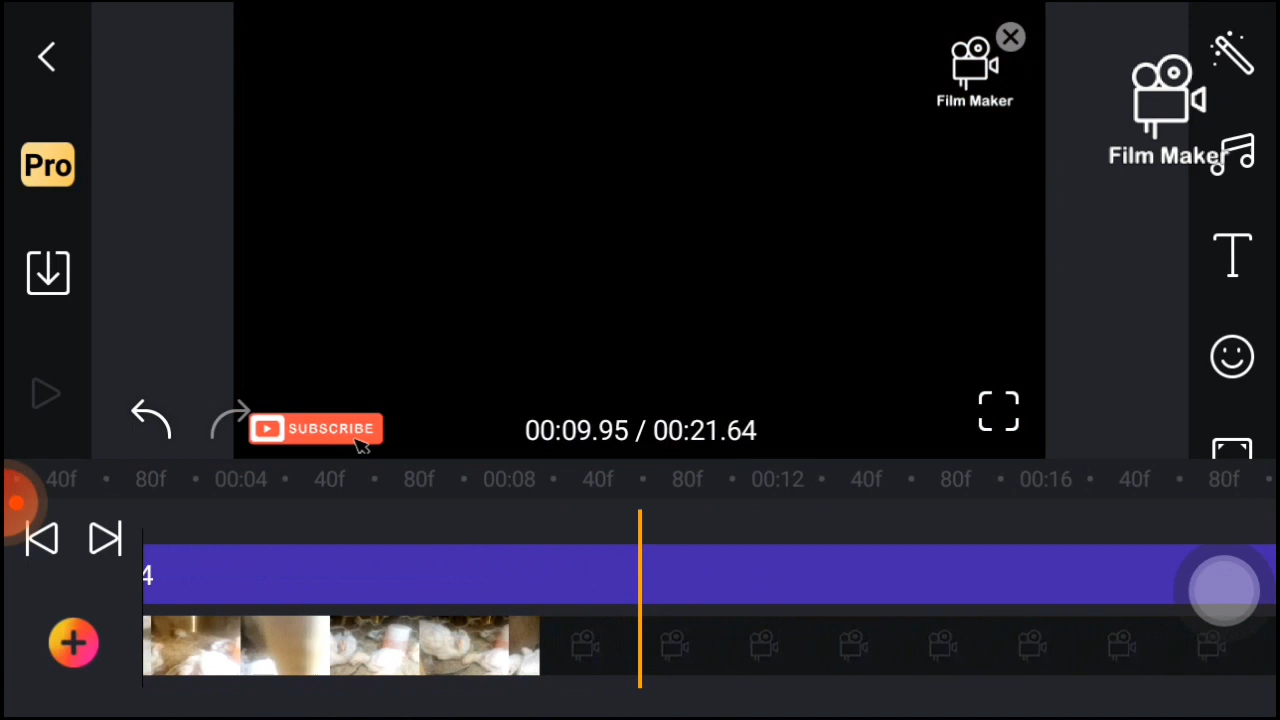 Film Maker
Film Maker
Pro
SUBSCRIBE
00:09.95 / 00:21.64
40f 80f 00:04 40f 80f 00:08 40f 80f 00:12 40f 80f 00:16 40f 80f
4